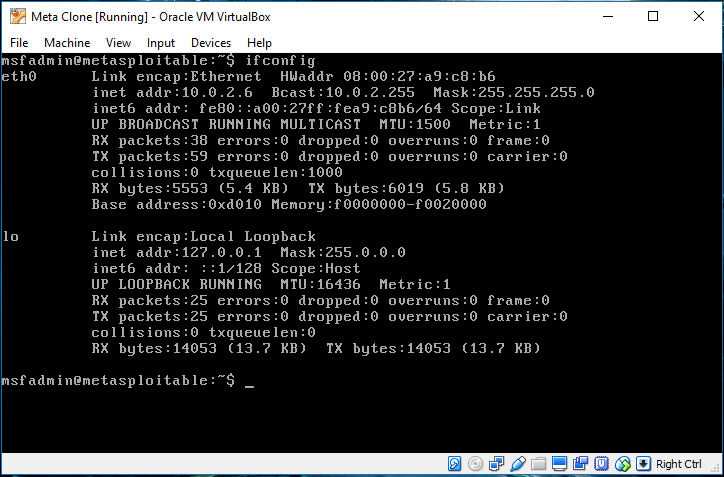 Meta Clone [Running] - Oracle VM VirtualBox
File Machine View Input Devices Help
msfadmin@metasploitable:~$ ifconfig
eth0 Link encap:Ethernet HWaddr 08:00:27:a9:c8:b6
inet addr:10.0.2.6 Bcast:10.0.2.255 Mask:255.255.255.0
inet6 addr: fe80::a00:27ff:fea9:c8b6/64 Scope:Link
UP BROADCAST RUNNING MULTICAST MTU:1500 Metric:1
RX packets:38 errors:0 dropped:0 overruns:0 frame:0
TX packets:59 errors:0 dropped:0 overruns:0 carrier:0
collisions:0 txqueuelen:1000
RX bytes:5553 (5.4 KB) TX bytes:6019 (5.8 KB)
Base address:0xd010 Memory:f0000000-f0020000
lo Link encap:Local Loopback
inet addr:127.0.0.1 Mask:255.0.0.0
inet6 addr: ::1/128 Scope:Host
UP LOOPBACK RUNNING MTU:16436 Metric:1
RX packets:25 errors:0 dropped:0 overruns:0 frame:0
TX packets:25 errors:0 dropped:0 overruns:0 carrier:0
collisions:0 txqueuelen:0
RX bytes:14053 (13.7 KB) TX bytes:14053 (13.7 KB)
msfadmin@metasploitable:~$ _
Right Ctrl